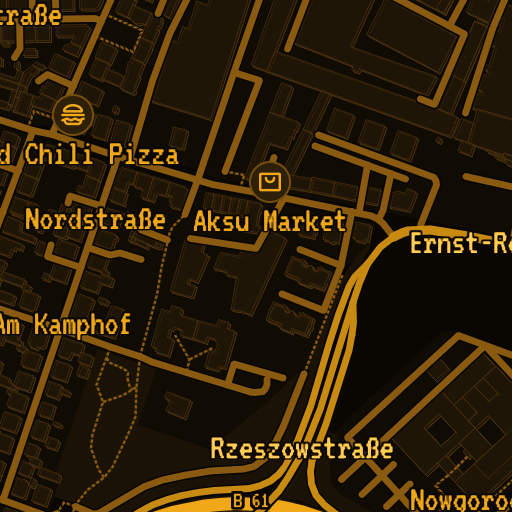 traße
d Chili Pizza
Nordstraße
Aksu Market
Ernst-Re
Am Kamphof
Rzeszowstraße
B 61
Nowgorod